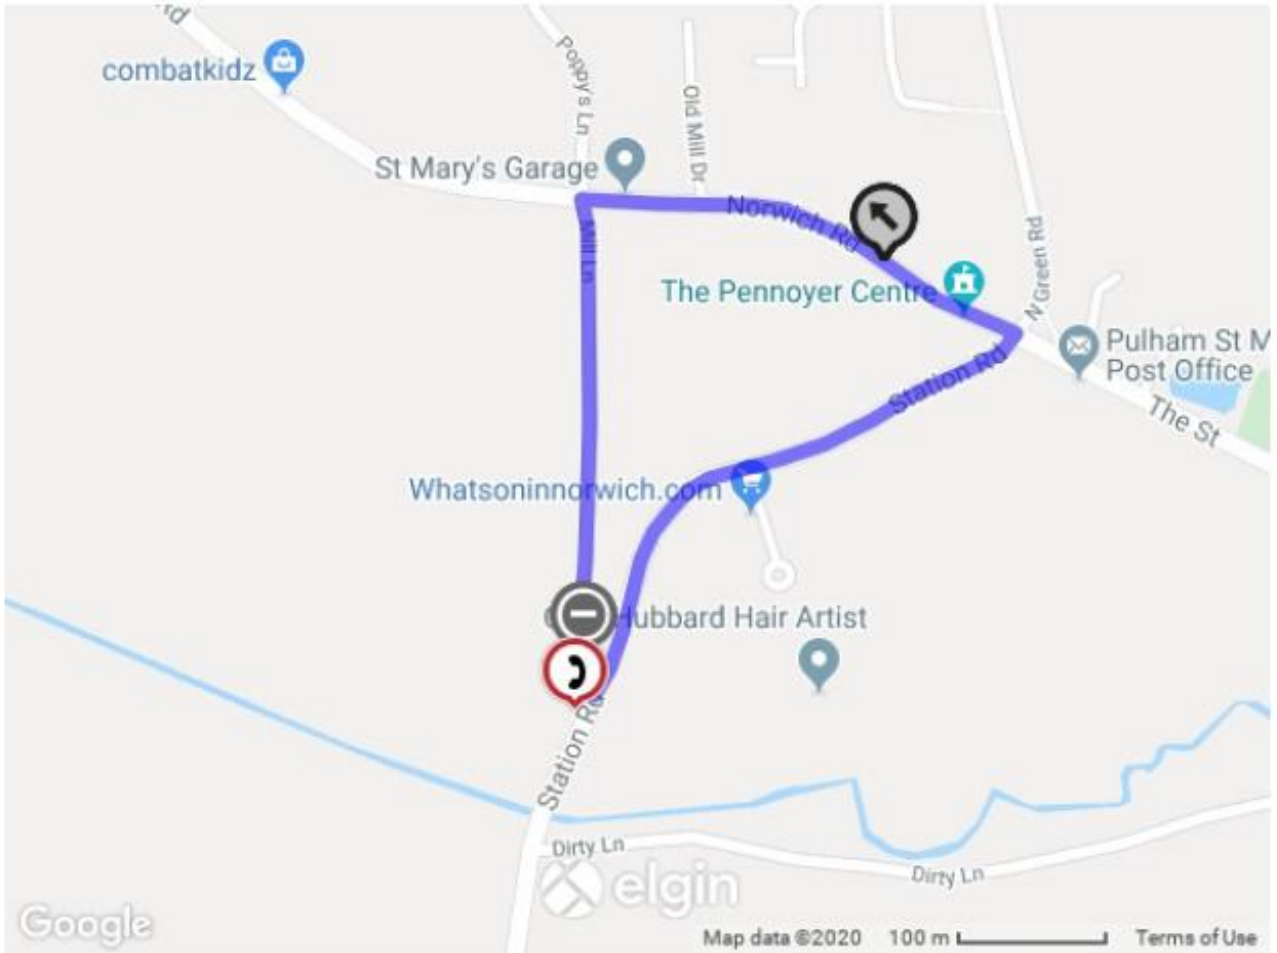 Rd
combatkidz
Poppy's Ln
Old Mill Dr
St Mary's Garage
Norwich Rd
Mill Ln
N Green Rd
The Pennoyer Centre
Pulham St M
Post Office
Station Rd
The St
Whatsoninnorwich.com
Hubbard Hair Artist
Station Rd
Dirty Ln
Dirty Ln
elgin
Google
Map data ©2020
100 m
Terms of Use